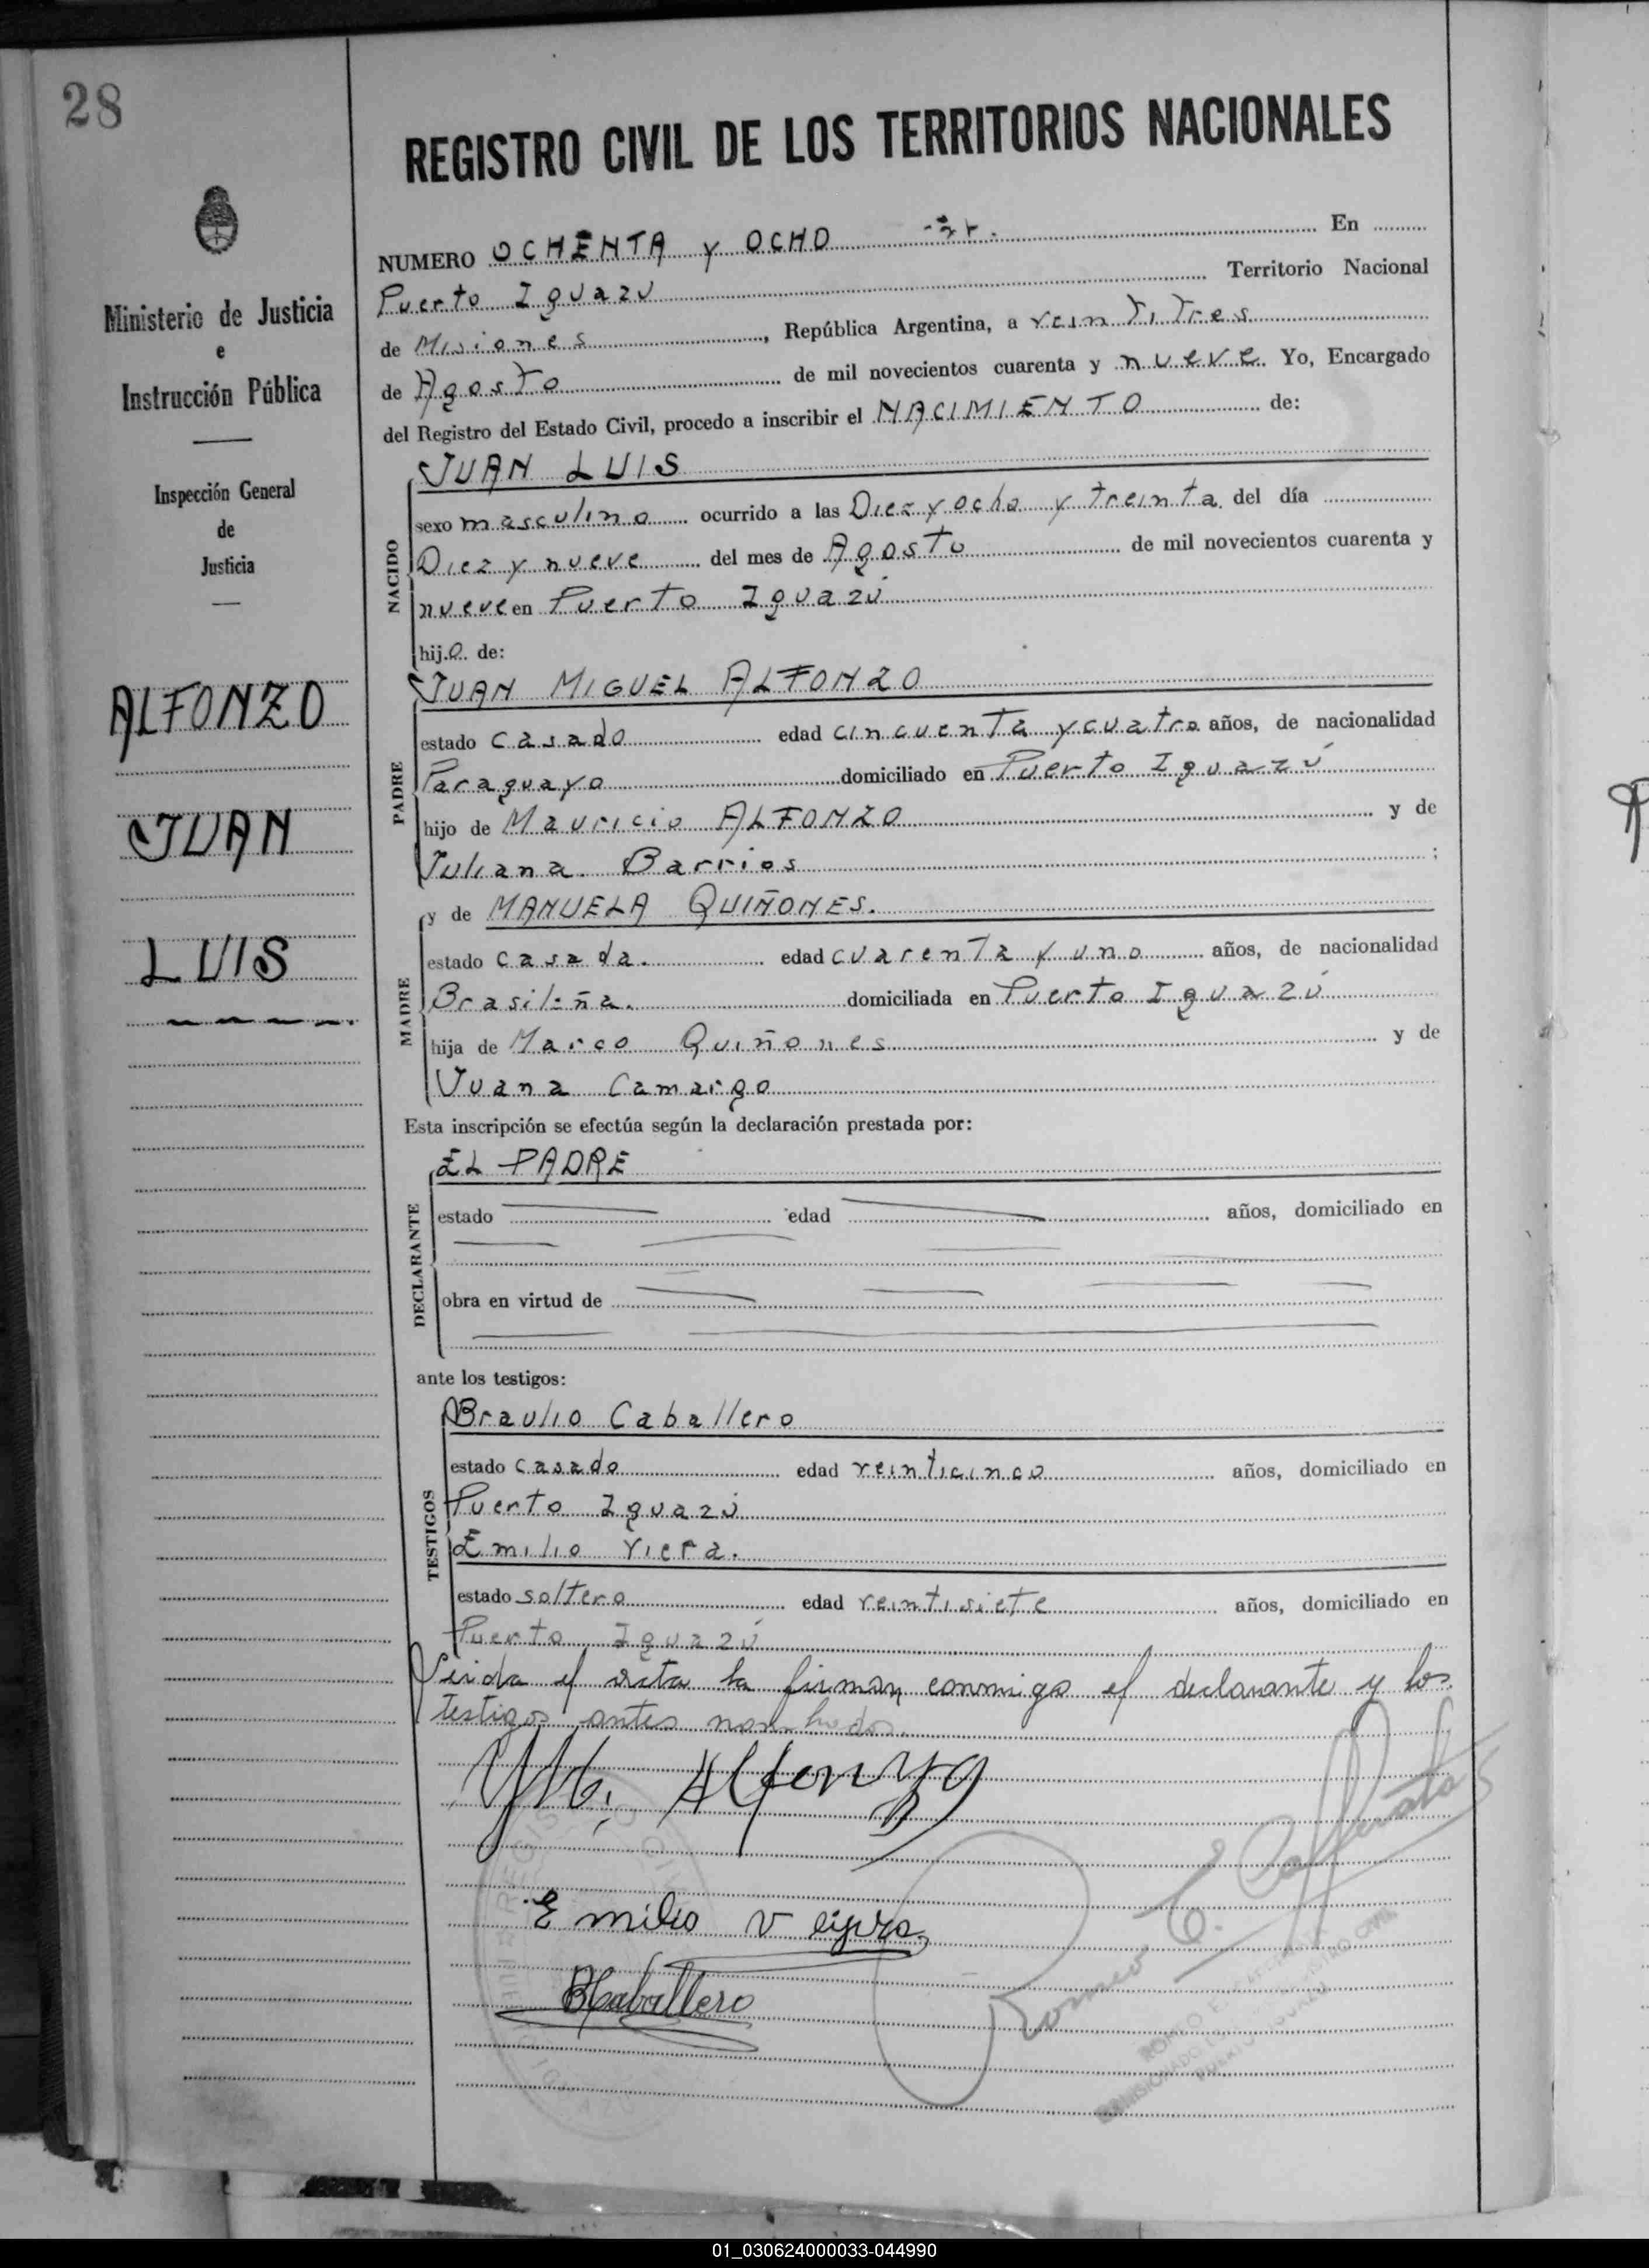 28
REGISTRO CIVIL DE LOS TERRITORIOS NACIONALES
Ministerio de Justicia
e
Instrucción Pública
Inspección General
de
Justicia
ALFONZO
JUAN
LUIS
NUMERO OCHENTA y OCHO En
Puerto Iguazu Territorio Nacional
de Misiones, República Argentina, a veintitres
de Agosto de mil novecientos cuarenta y nueve. Yo, Encargado
del Registro del Estado Civil, procedo a inscribir el NACIMIENTO de:
NACIDO
JUAN LUIS
sexo masculino ocurrido a las Diez y ocho y treinta del día
Diez y nueve del mes de Agosto de mil novecientos cuarenta y
nueve en Puerto Iguazú
hijo de:
PADRE
JUAN MIGUEL ALFONZO
estado casado edad cincuenta y cuatro años, de nacionalidad
Paraguayo domiciliado en Puerto Iguazú
hijo de Mauricio ALFONZO y de
Juliana Barrios ;
MADRE
y de MANUELA QUIÑONES.
estado casada. edad cuarenta y uno años, de nacionalidad
Brasileña. domiciliada en Puerto Iguazú
hija de Marco Quiñones y de
Juana Camargo
Esta inscripción se efectúa según la declaración prestada por:
DECLARANTE
EL PADRE
estado edad años, domiciliado en
obra en virtud de
ante los testigos:
TESTIGOS
Braulio Caballero
estado casado edad veinticinco años, domiciliado en
Puerto Iguazú
Emilio Viera.
estado soltero edad veintisiete años, domiciliado en
Puerto Iguazú
Leida el acta la firman conmigo el declarante y los
testigos antes nombrados.
Alfonzo
Emilio Veiyra
BCaballero
Romeo E.
ROMEO E.
01_030624000033-044990